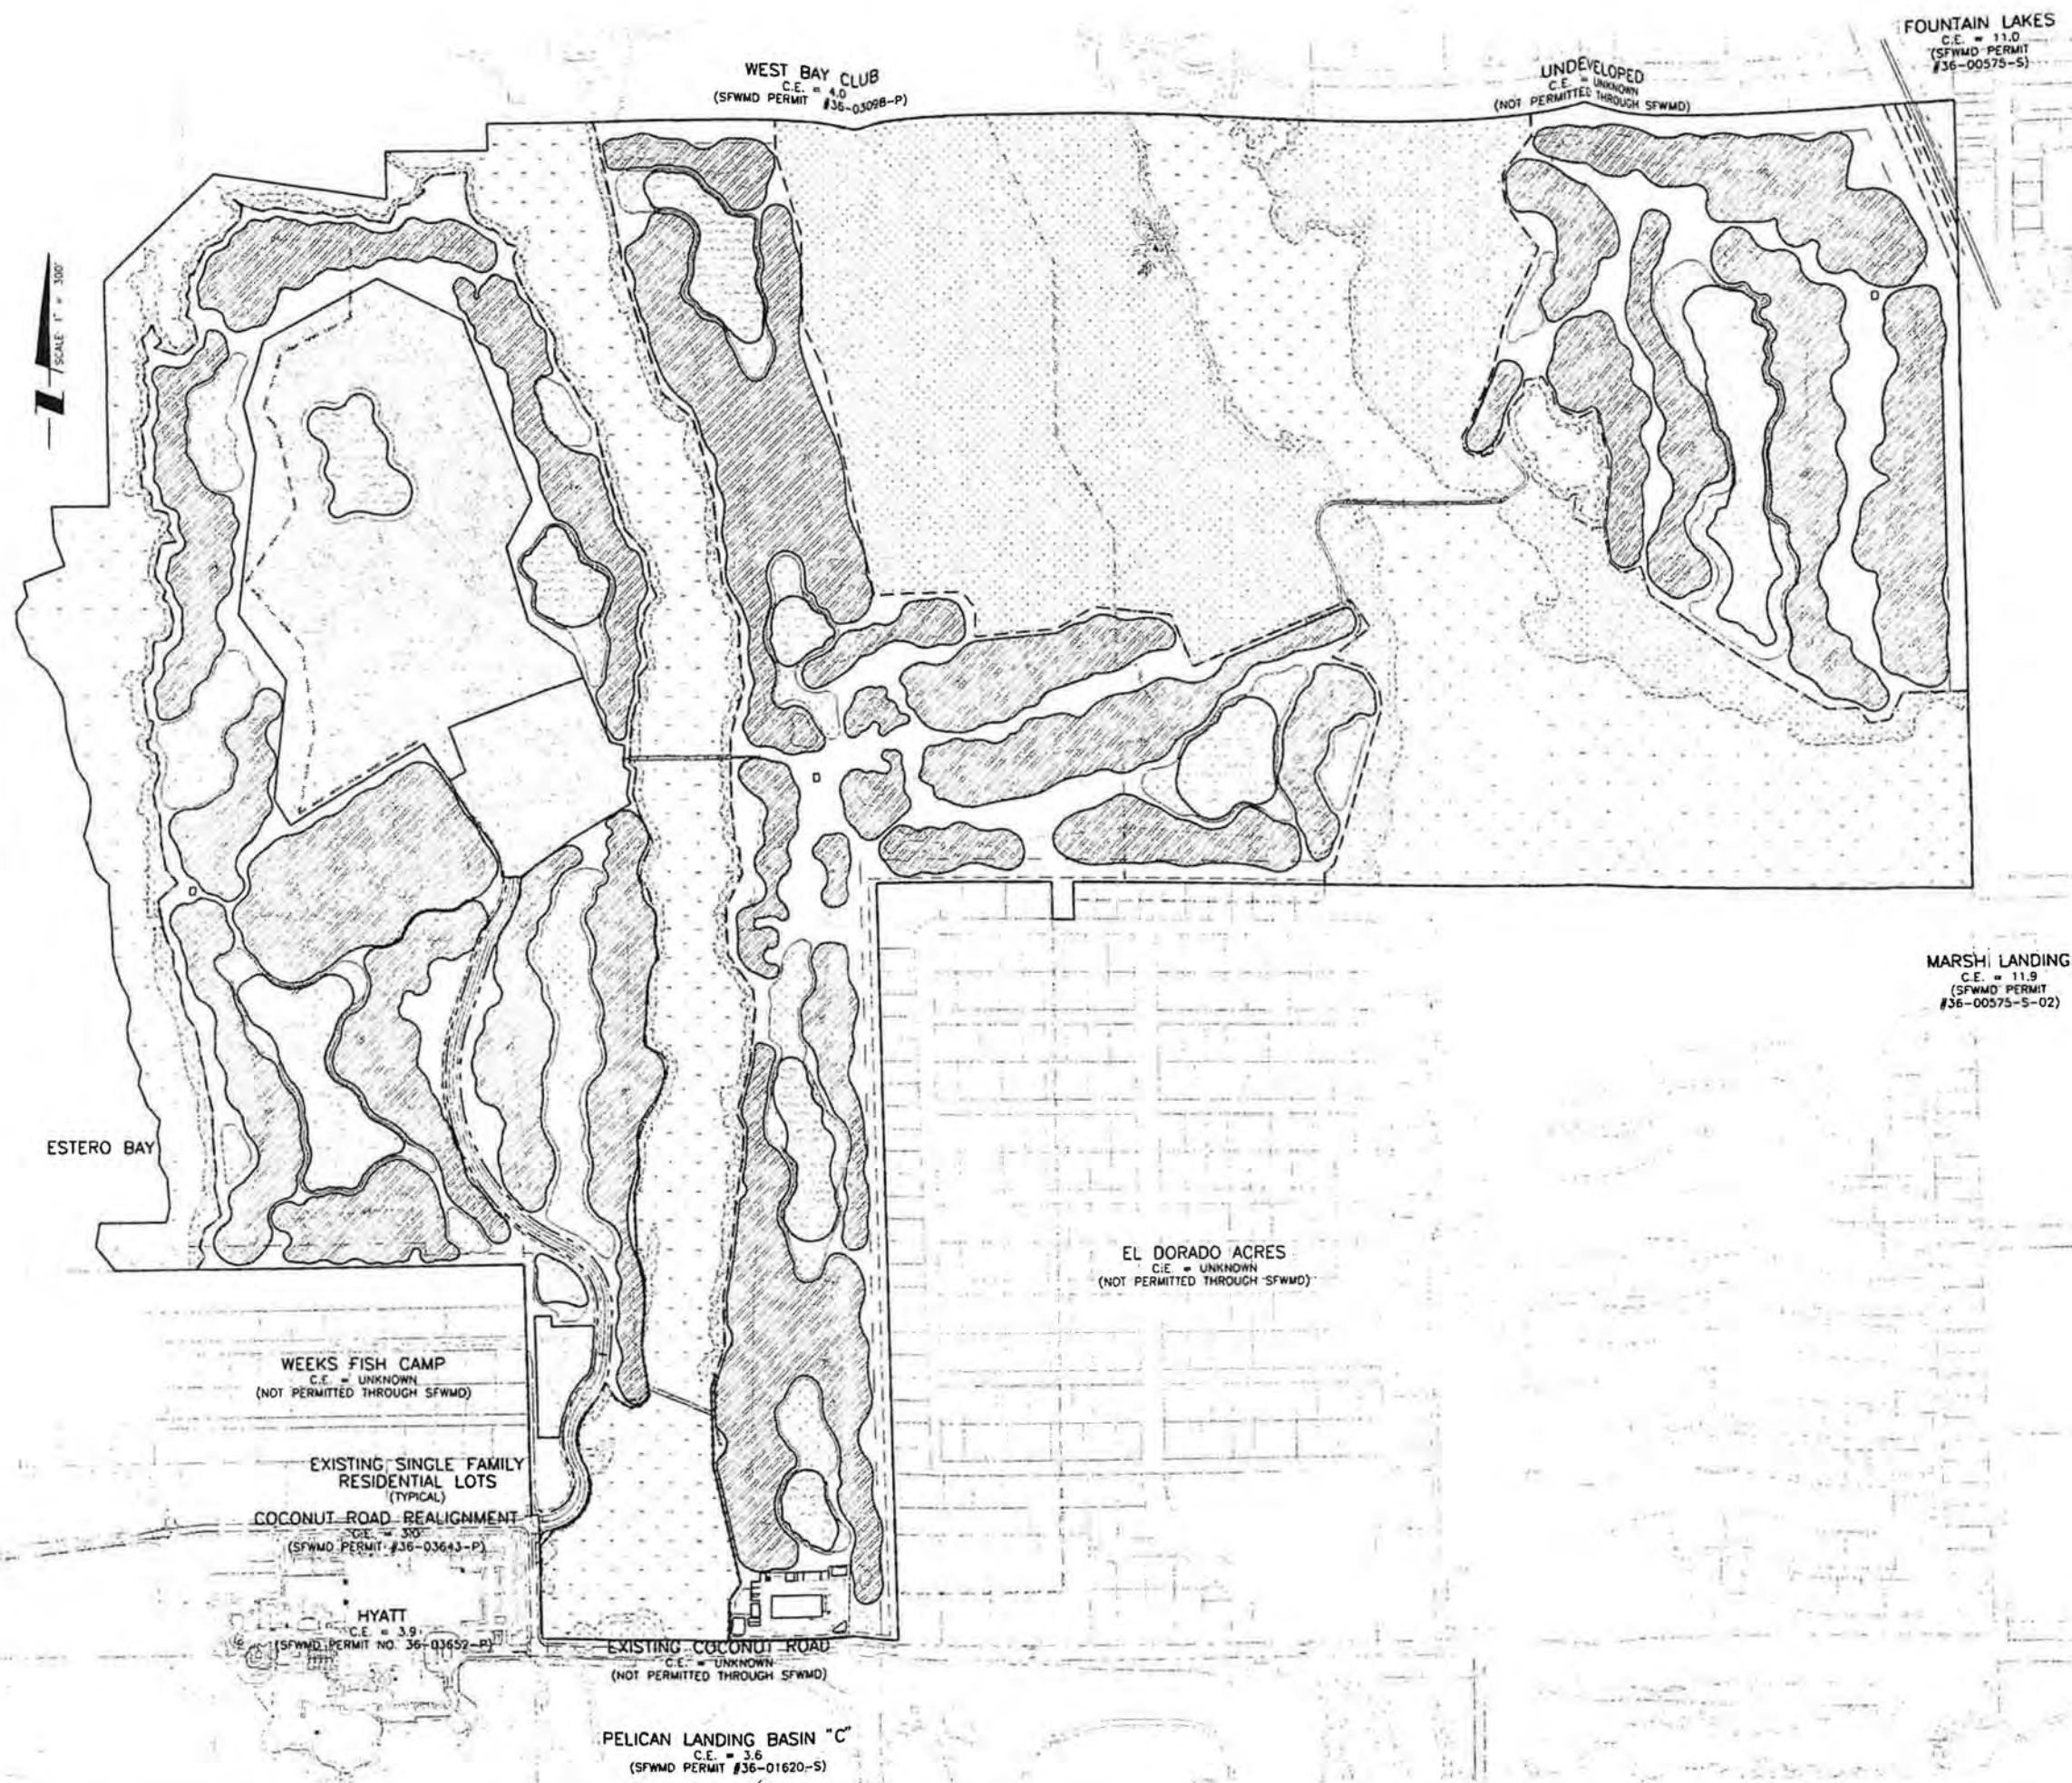 FOUNTAIN LAKES
C.E. = 11.0
(SFWMD PERMIT
#36-00575-S)
WEST BAY CLUB
C.E. = 4.0
(SFWMD PERMIT #36-03098-P)
UNDEVELOPED
C.E. = UNKNOWN
(NOT PERMITTED THROUGH SFWMD)
SCALE 1" = 300'
MARSH LANDING
C.E. = 11.9
(SFWMD PERMIT
#36-00575-S-02)
ESTERO BAY
EL DORADO ACRES
C.E. = UNKNOWN
(NOT PERMITTED THROUGH SFWMD)
WEEKS FISH CAMP
C.E. = UNKNOWN
(NOT PERMITTED THROUGH SFWMD)
EXISTING SINGLE FAMILY
RESIDENTIAL LOTS
(TYPICAL)
COCONUT ROAD REALIGNMENT
C.E. = 3.0
(SFWMD PERMIT #36-03643-P)
HYATT
C.E. = 3.9
(SFWMD PERMIT NO. 36-03652-P)
EXISTING COCONUT ROAD
C.E. = UNKNOWN
(NOT PERMITTED THROUGH SFWMD)
PELICAN LANDING BASIN "C"
C.E. = 3.6
(SFWMD PERMIT #36-01620-S)